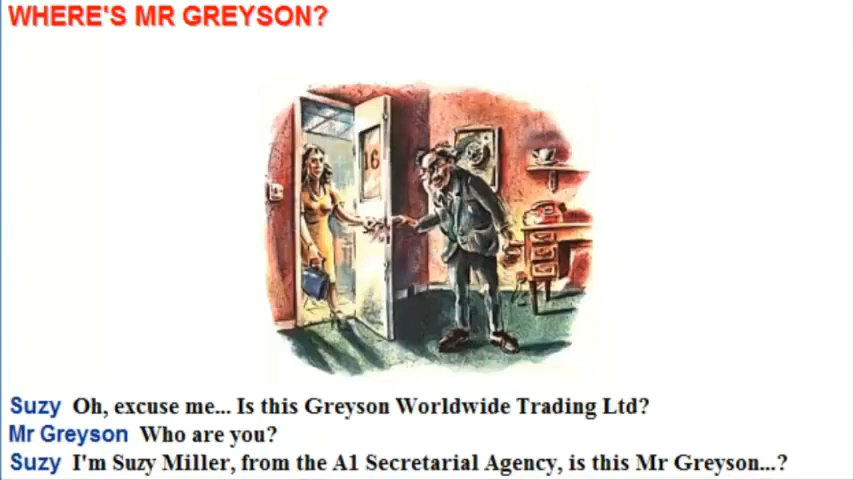 WHERE'S MR GREYSON?
16
Suzy Oh, excuse me... Is this Greyson Worldwide Trading Ltd?
Mr Greyson Who are you?
Suzy I'm Suzy Miller, from the A1 Secretarial Agency, is this Mr Greyson...?